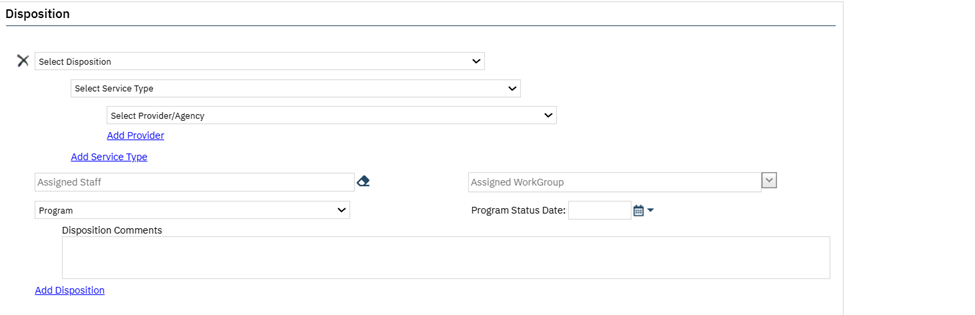 Disposition
Select Disposition
Select Service Type
Select Provider/Agency
Add Provider
Add Service Type
Assigned Staff
Assigned WorkGroup
Program
Program Status Date:
Disposition Comments
Add Disposition